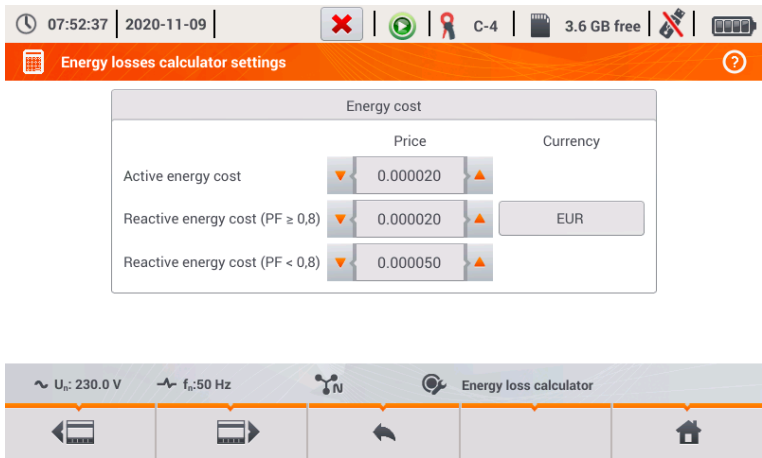 07:52:37 2020-11-09 C-4 3.6 GB free
Energy losses calculator settings ?
Energy cost
Price Currency
Active energy cost 0.000020
Reactive energy cost (PF ≥ 0,8) 0.000020 EUR
Reactive energy cost (PF < 0,8) 0.000050
Un: 230.0 V fn:50 Hz N Energy loss calculator